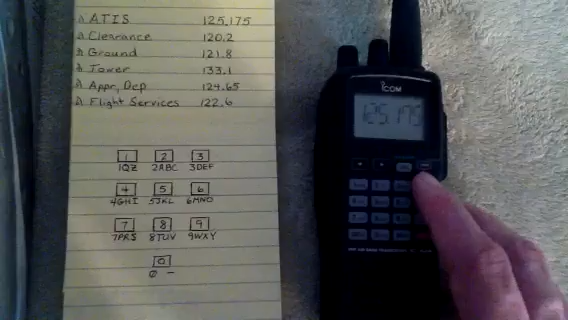 ATIS 125.175
Clearance 120.2
Ground 121.8
Tower 133.1
Appr, Dep 124.65
Flight Services 122.6
1 2 3
1QZ 2ABC 3DEF
4 5 6
4GHI 5JKL 6MNO
7 8 9
7PRS 8TUV 9WXY
0
0 -
ICOM
125.175